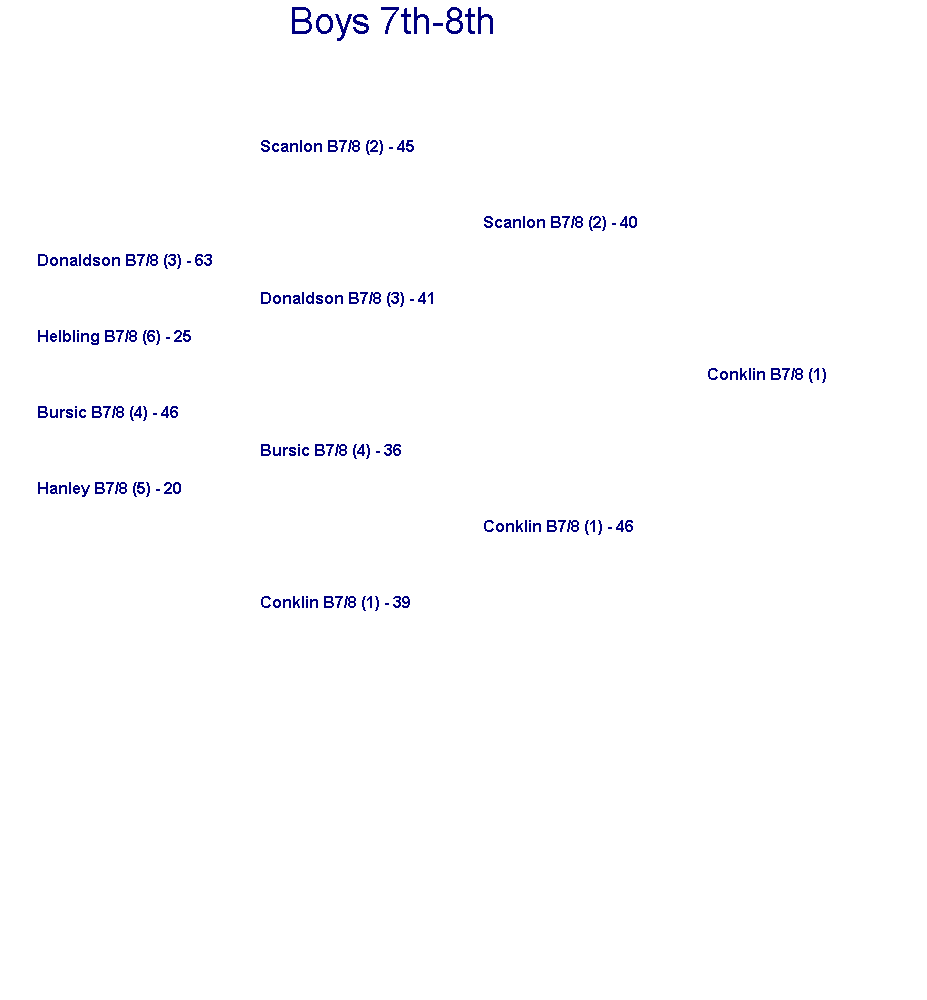 Boys 7th-8th
Scanlon B7/8 (2) - 45
Scanlon B7/8 (2) - 40
Donaldson B7/8 (3) - 63
Donaldson B7/8 (3) - 41
Helbling B7/8 (6) - 25
Conklin B7/8 (1)
Bursic B7/8 (4) - 46
Bursic B7/8 (4) - 36
Hanley B7/8 (5) - 20
Conklin B7/8 (1) - 46
Conklin B7/8 (1) - 39